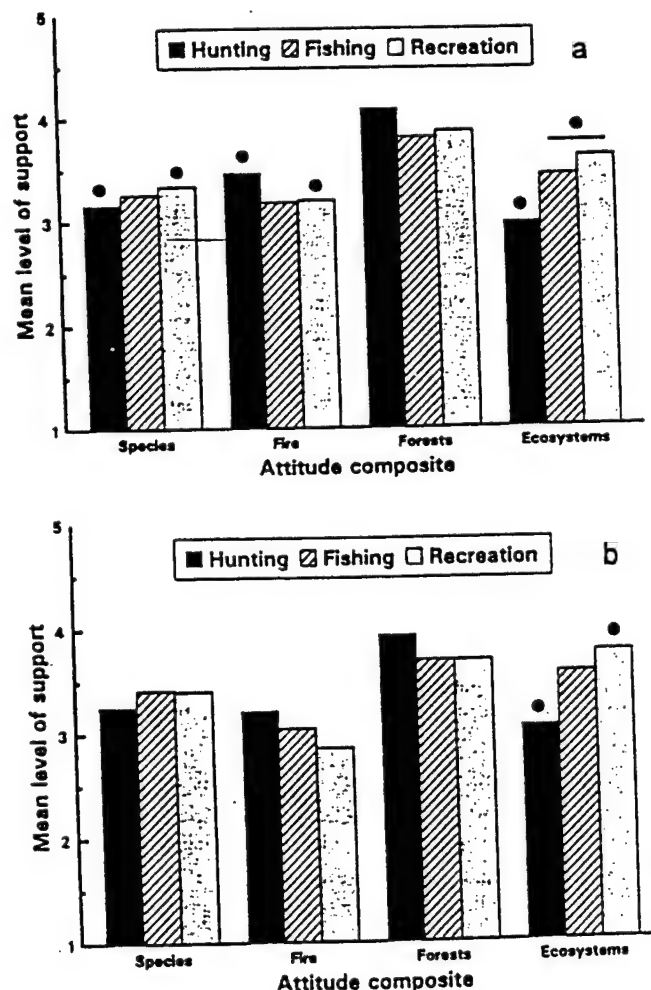 5
Hunting Fishing Recreation
a
4
3
2
1
Mean level of support
Species Fire Forests Ecosystems
Attitude composite
5
Hunting Fishing Recreation
b
4
3
2
1
Mean level of support
Species Fire Forests Ecosystems
Attitude composite